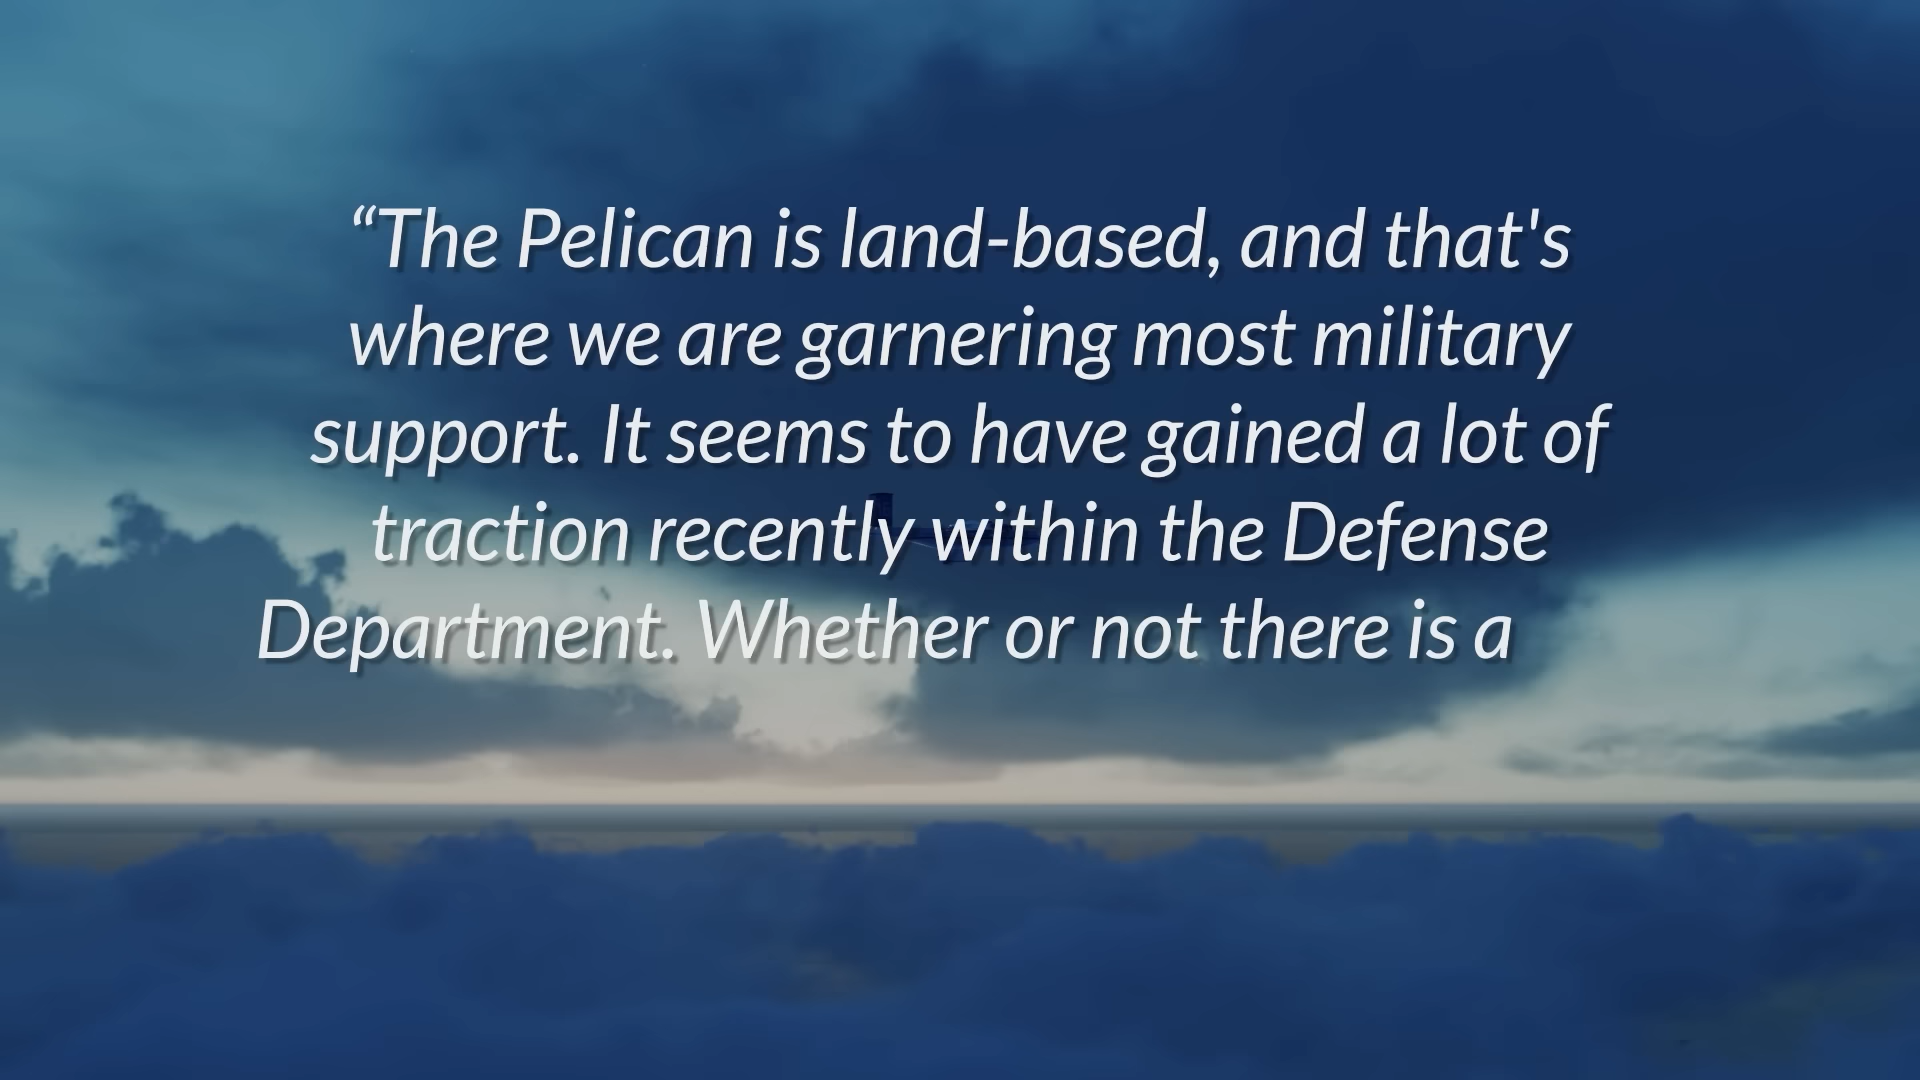 “The Pelican is land-based, and that's
where we are garnering most military
support. It seems to have gained a lot of
traction recently within the Defense
Department. Whether or not there is a